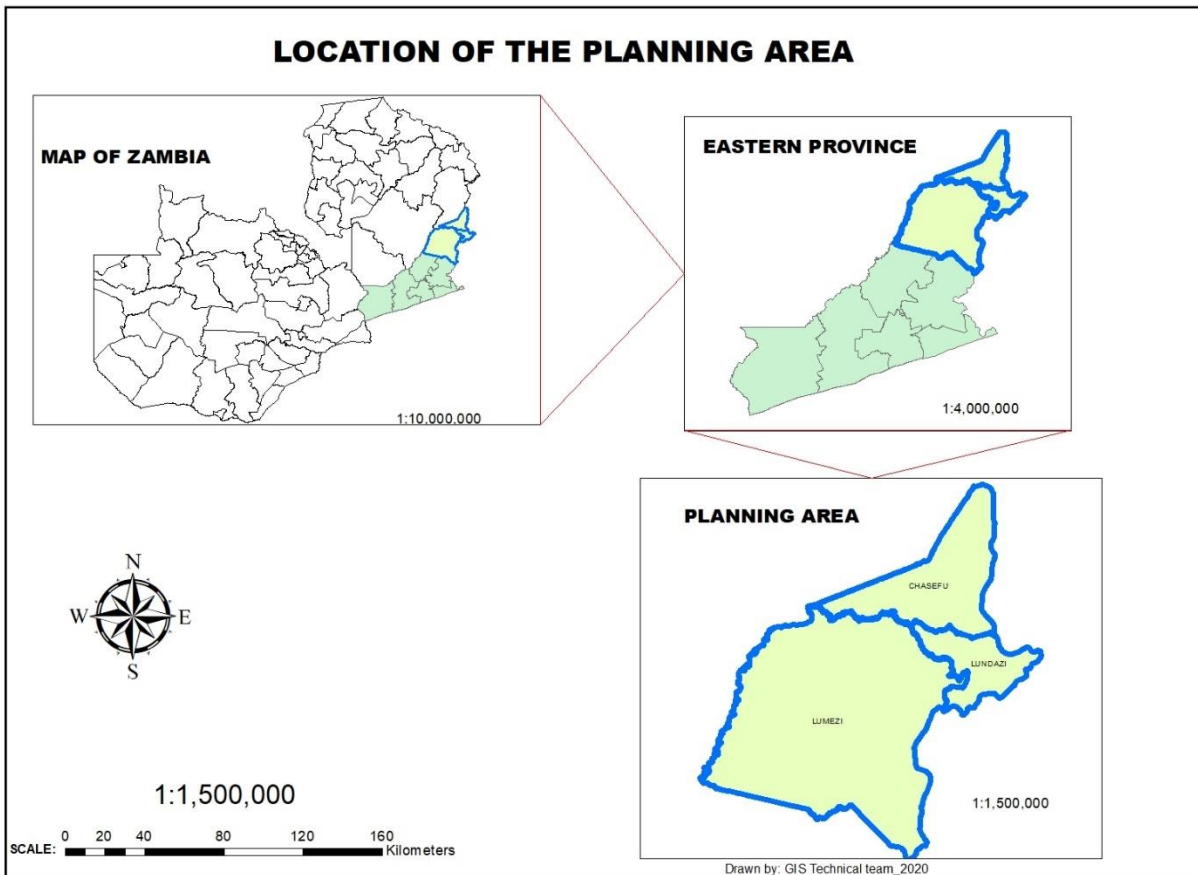 LOCATION OF THE PLANNING AREA
MAP OF ZAMBIA
1:10,000,000
EASTERN PROVINCE
1:4,000,000
PLANNING AREA
CHASEFU
LUNDAZI
LUMEZI
1:1,500,000
N
W E
S
1:1,500,000
0 20 40 80 120 160
SCALE: Kilometers
Drawn by: GIS Technical team_2020